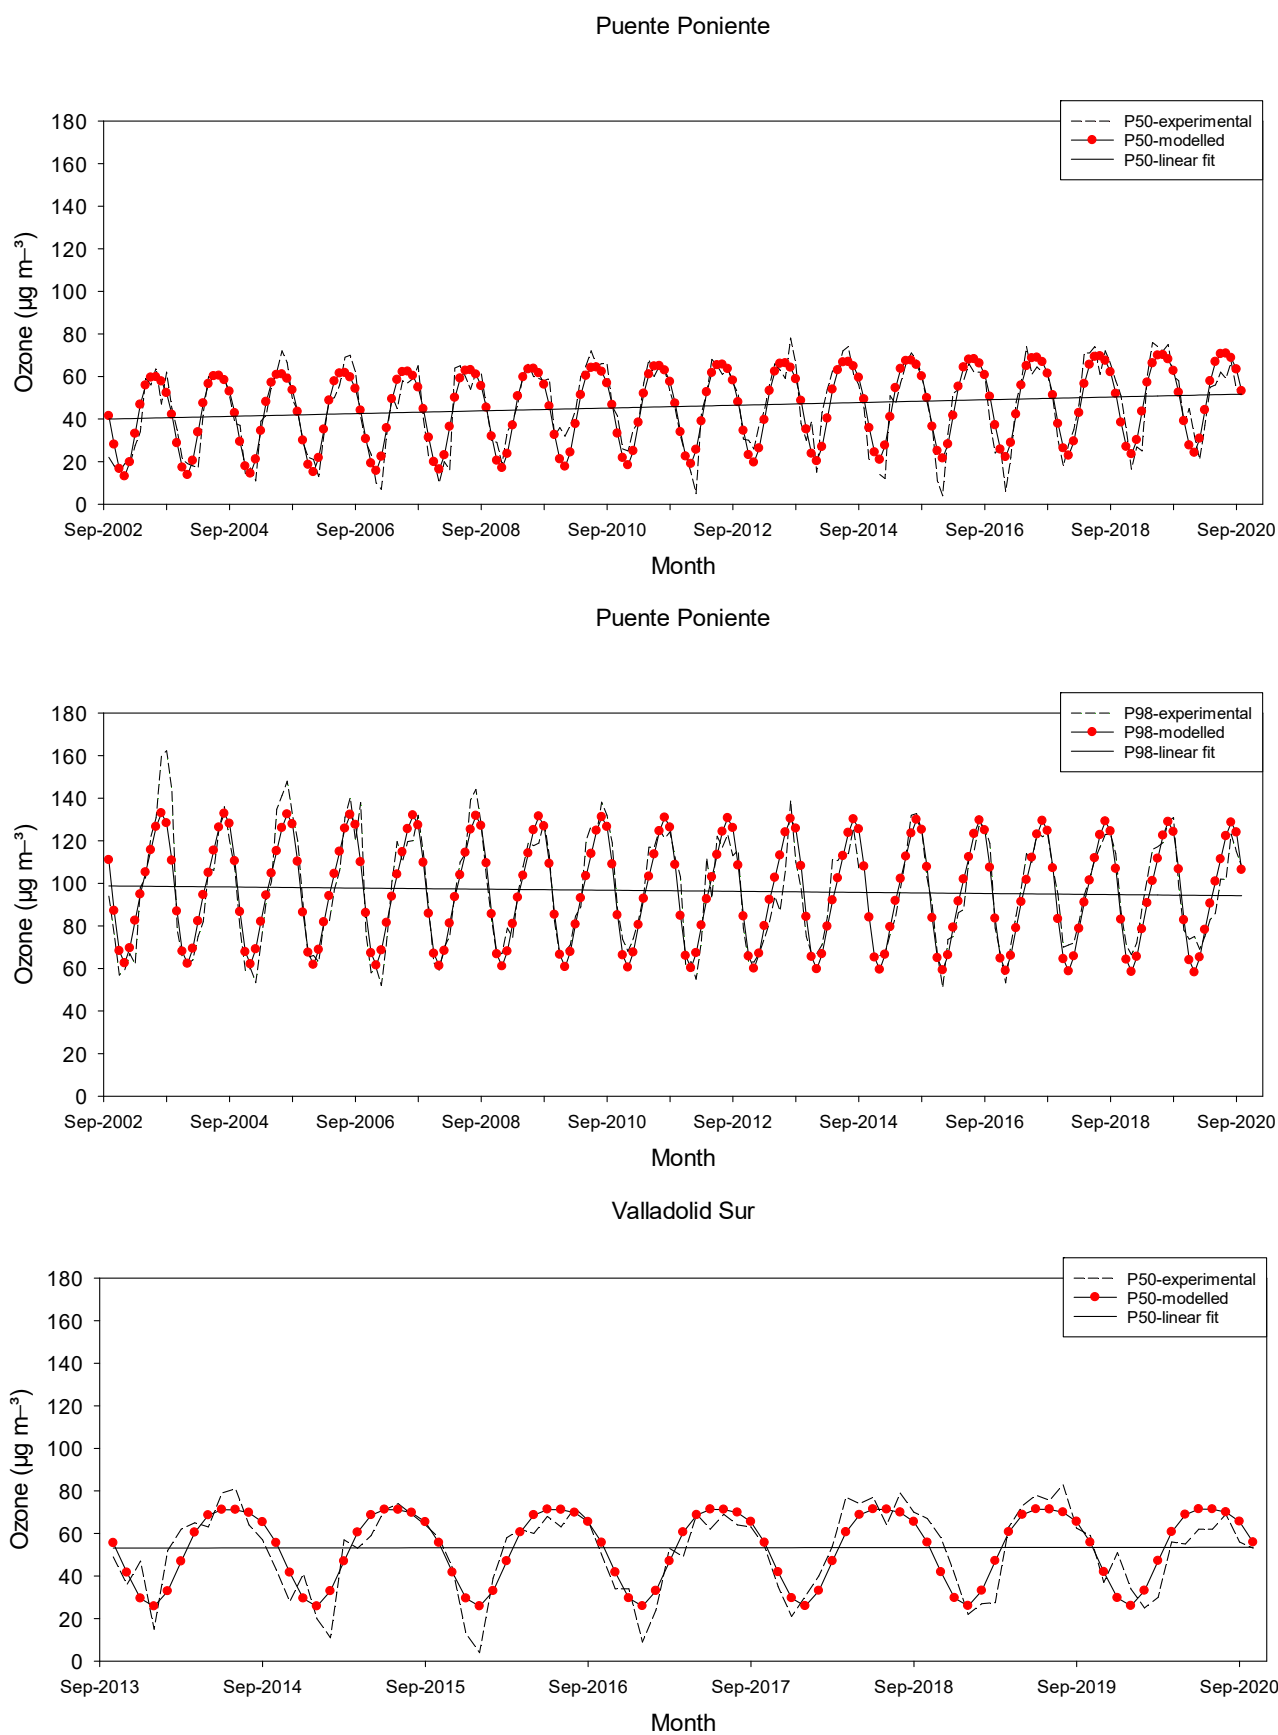 Puente Poniente
P50-experimental
P50-modelled
P50-linear fit
180
160
140
120
100
80
60
40
20
0
Ozone (µg m–³)
Sep-2002 Sep-2004 Sep-2006 Sep-2008 Sep-2010 Sep-2012 Sep-2014 Sep-2016 Sep-2018 Sep-2020
Month
Puente Poniente
P98-experimental
P98-modelled
P98-linear fit
180
160
140
120
100
80
60
40
20
0
Ozone (µg m–³)
Sep-2002 Sep-2004 Sep-2006 Sep-2008 Sep-2010 Sep-2012 Sep-2014 Sep-2016 Sep-2018 Sep-2020
Month
Valladolid Sur
P50-experimental
P50-modelled
P50-linear fit
180
160
140
120
100
80
60
40
20
0
Ozone (µg m–³)
Sep-2013 Sep-2014 Sep-2015 Sep-2016 Sep-2017 Sep-2018 Sep-2019 Sep-2020
Month